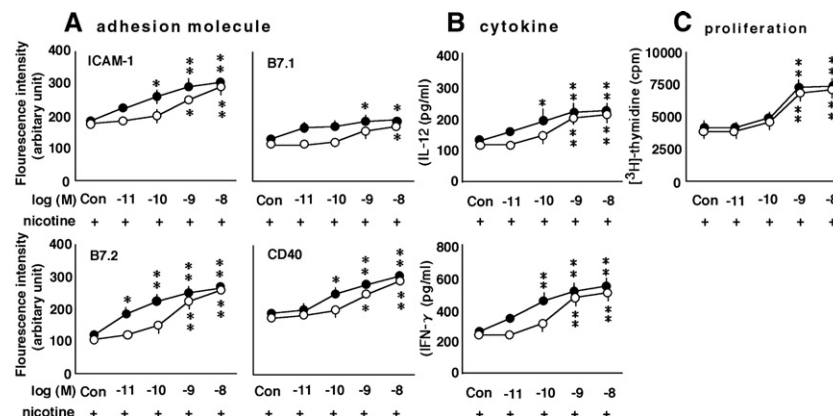 A adhesion molecule
B cytokine
C proliferation
Flourescence intensity
(arbitary unit)
ICAM-1
400
300
200
100
0
B7.1
(IL-12 (pg/ml)
400
300
200
100
0
[³H]-thymidine (cpm)
10000
7500
5000
2500
0
log (M) Con -11 -10 -9 -8
Con -11 -10 -9 -8
Con -11 -10 -9 -8
Con -11 -10 -9 -8
nicotine + + + + +
+ + + + +
+ + + + +
+ + + + +
Flourescence intensity
(arbitary unit)
B7.2
400
300
200
100
0
CD40
(IFN-γ (pg/ml)
800
600
400
200
0
log (M) Con -11 -10 -9 -8
Con -11 -10 -9 -8
Con -11 -10 -9 -8
nicotine + + + + +
+ + + + +
+ + + + +